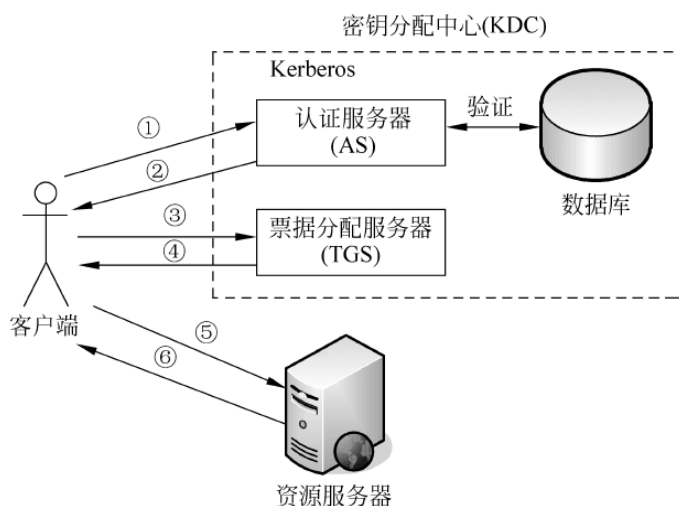 密钥分配中心(KDC)
Kerberos
①
认证服务器
(AS)
验证
②
数据库
③
票据分配服务器
(TGS)
④
客户端
⑤
⑥
资源服务器